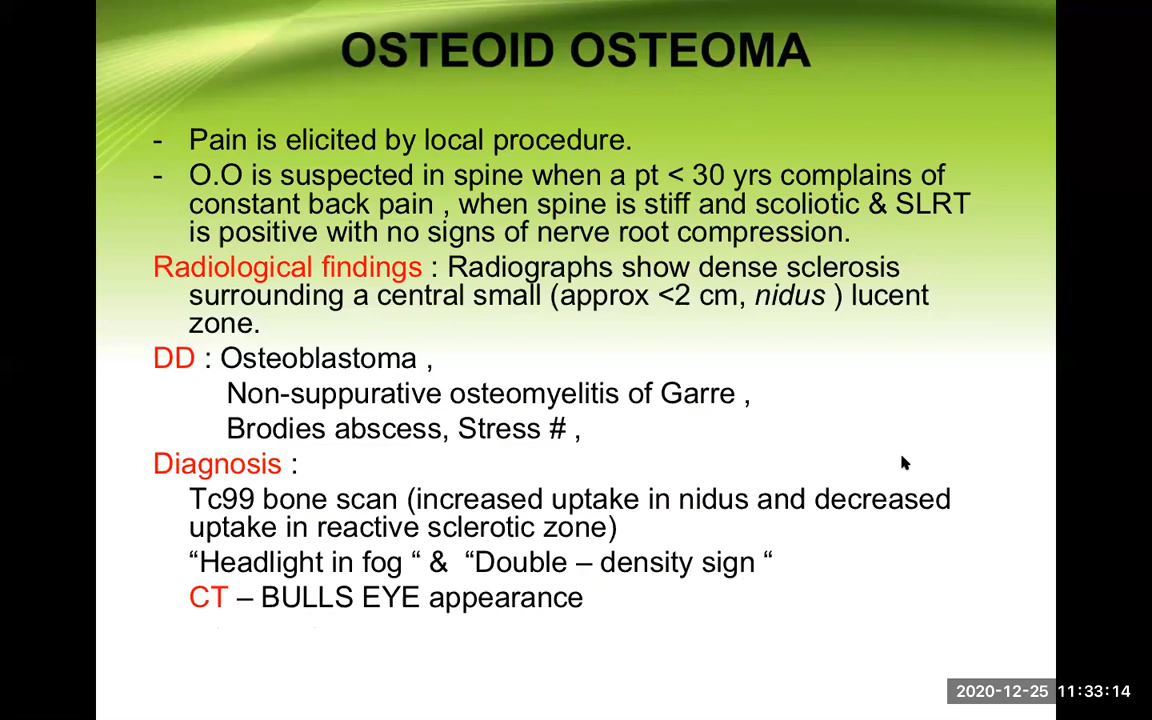 OSTEOID OSTEOMA
- Pain is elicited by local procedure.
- O.O is suspected in spine when a pt < 30 yrs complains of
constant back pain , when spine is stiff and scoliotic & SLRT
is positive with no signs of nerve root compression.
Radiological findings : Radiographs show dense sclerosis
surrounding a central small (approx <2 cm, nidus ) lucent
zone.
DD : Osteoblastoma ,
Non-suppurative osteomyelitis of Garre ,
Brodies abscess, Stress # ,
Diagnosis :
Tc99 bone scan (increased uptake in nidus and decreased
uptake in reactive sclerotic zone)
“Headlight in fog “ & “Double – density sign “
CT – BULLS EYE appearance
2020-12-25 11:33:14